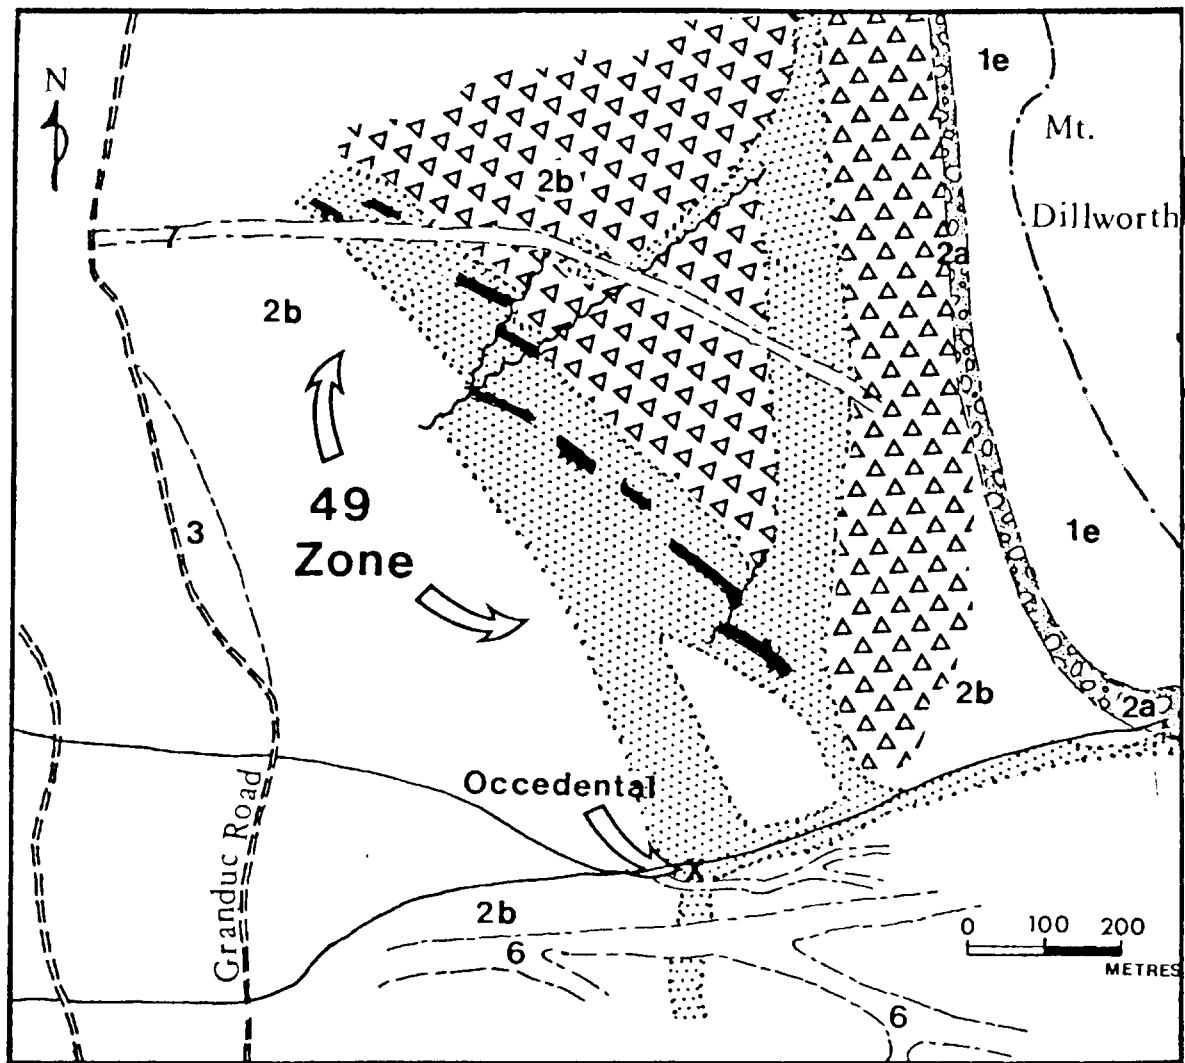 N
1e
Mt.
Dillworth
2b
7
2a
2b
49
Zone
3
1e
2b
2a
Occedental
Granduc Road
X
2b
6
0 100 200
METRES
6